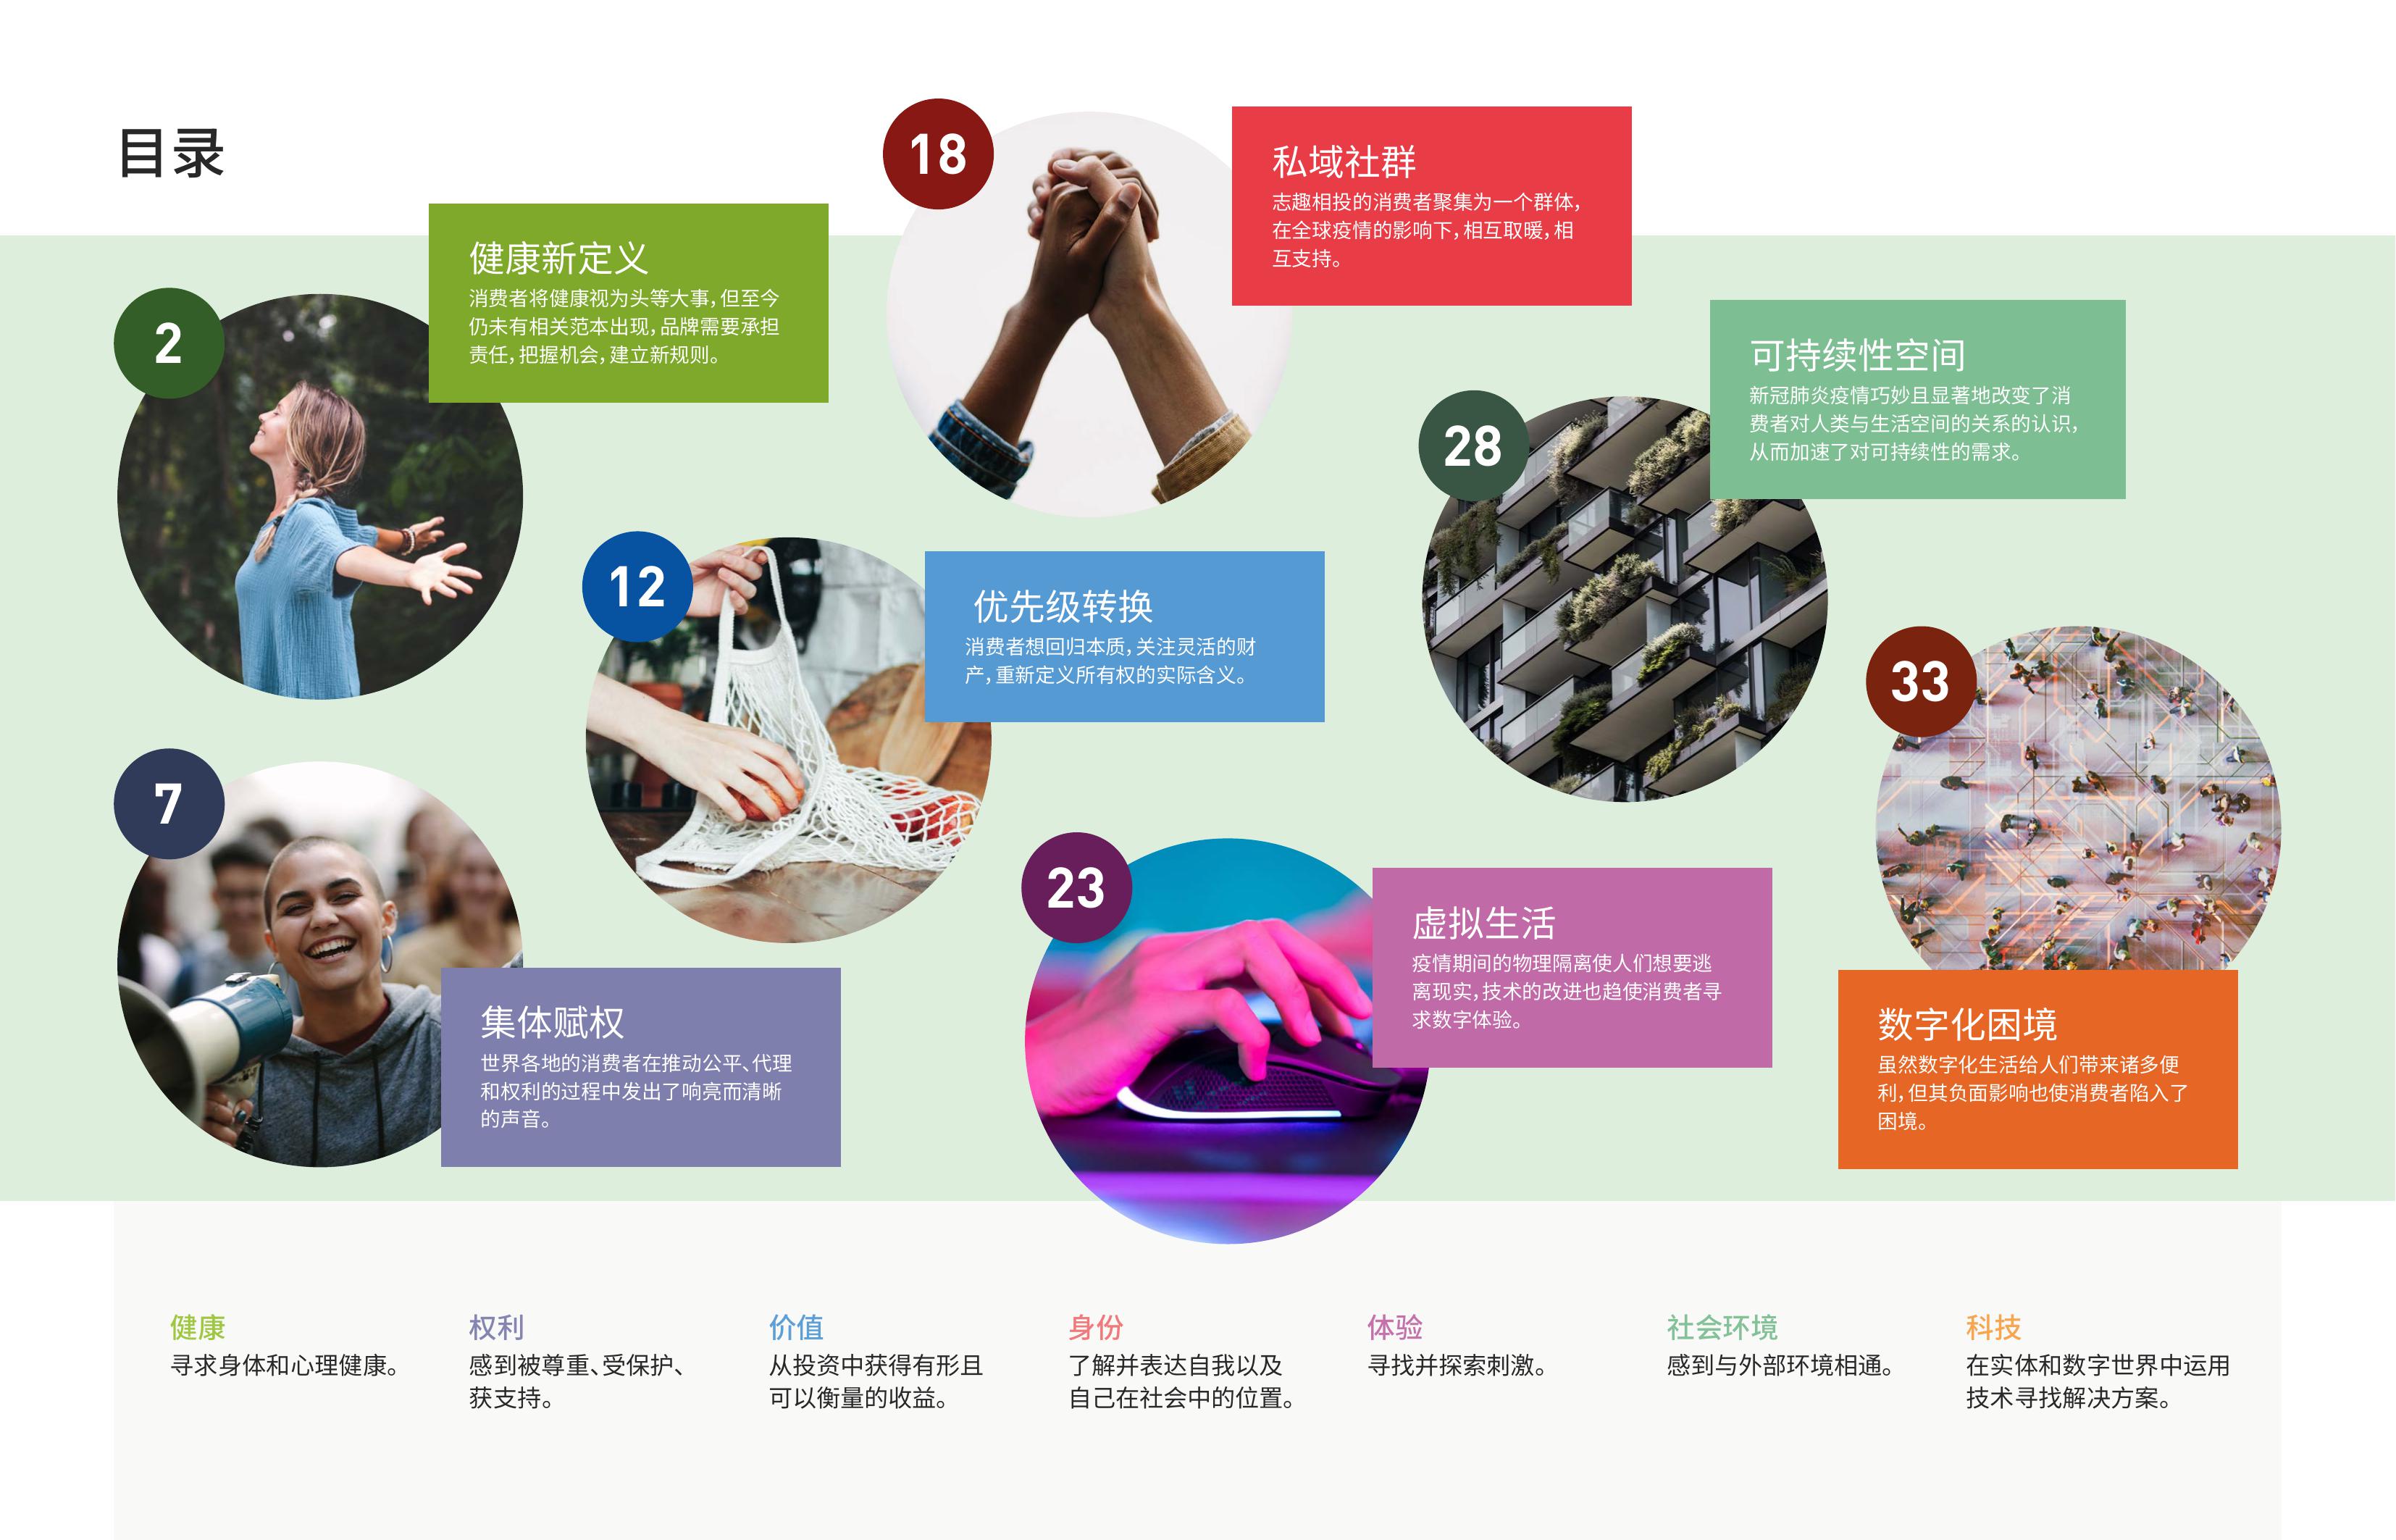 目录
2
健康新定义
消费者将健康视为头等大事，但至今
仍未有相关范本出现，品牌需要承担
责任，把握机会，建立新规则。
7
集体赋权
世界各地的消费者在推动公平、代理
和权利的过程中发出了响亮而清晰
的声音。
12
优先级转换
消费者想回归本质，关注灵活的财
产，重新定义所有权的实际含义。
18
私域社群
志趣相投的消费者聚集为一个群体，
在全球疫情的影响下，相互取暖，相
互支持。
23
虚拟生活
疫情期间的物理隔离使人们想要逃
离现实，技术的改进也趋使消费者寻
求数字体验。
28
可持续性空间
新冠肺炎疫情巧妙且显著地改变了消
费者对人类与生活空间的关系的认识，
从而加速了对可持续性的需求。
33
数字化困境
虽然数字化生活给人们带来诸多便
利，但其负面影响也使消费者陷入了
困境。
健康
寻求身体和心理健康。
权利
感到被尊重、受保护、
获支持。
价值
从投资中获得有形且
可以衡量的收益。
身份
了解并表达自我以及
自己在社会中的位置。
体验
寻找并探索刺激。
社会环境
感到与外部环境相通。
科技
在实体和数字世界中运用
技术寻找解决方案。